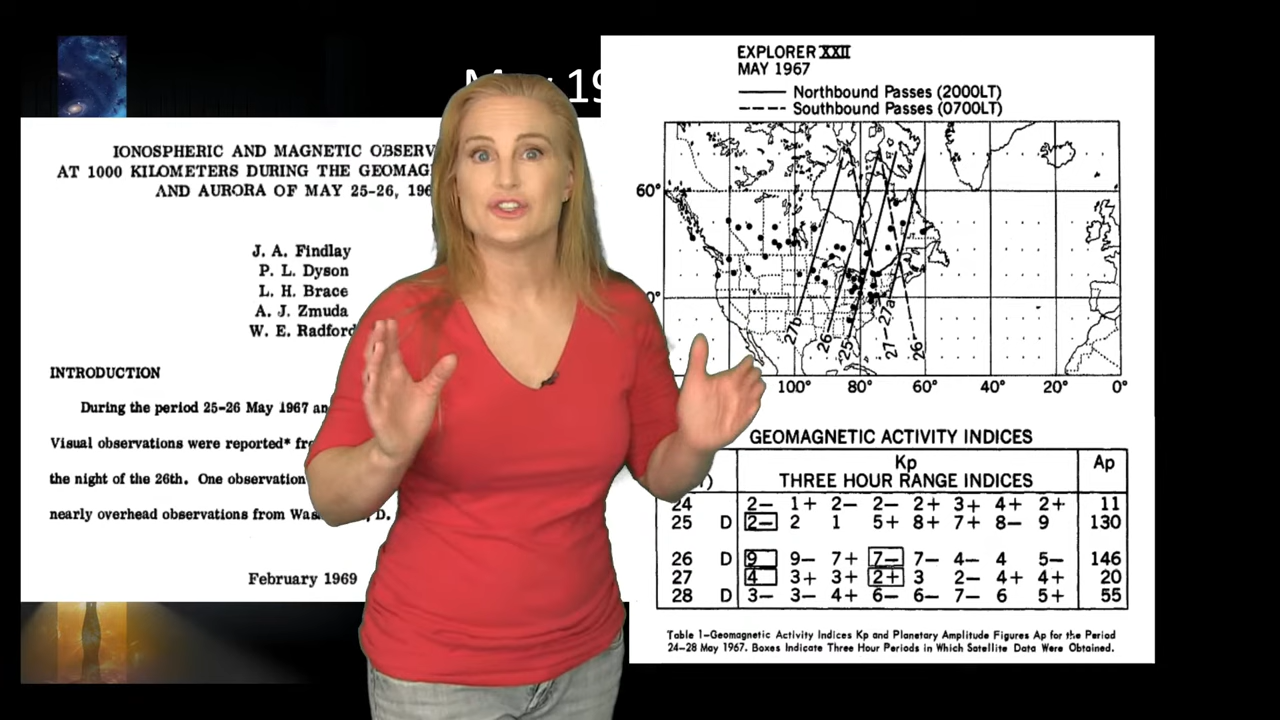 May 19
IONOSPHERIC AND MAGNETIC OBSERV
AT 1000 KILOMETERS DURING THE GEOMAG
AND AURORA OF MAY 25-26, 196
J. A. Findlay
P. L. Dyson
L. H. Brace
A. J. Zmuda
W. E. Radford
INTRODUCTION
During the period 25-26 May 1967 an
Visual observations were reported* fro
the night of the 26th. One observation
nearly overhead observations from Was D.
February 1969
EXPLORER XXII
MAY 1967
Northbound Passes (2000LT)
Southbound Passes (0700LT)
60°
0°
27b
26
25
27-27a
26
100° 80° 60° 40° 20° 0°
GEOMAGNETIC ACTIVITY INDICES
Kp Ap
T) THREE HOUR RANGE INDICES
24 2- 1+ 2- 2- 2+ 3+ 4+ 2+ 11
25 D 2- 2 1 5+ 8+ 7+ 8- 9 130
26 D 9 9- 7+ 7- 7- 4- 4 5- 146
27 4 3+ 3+ 2+ 3 2- 4+ 4+ 20
28 D 3- 3- 4+ 6- 6- 7- 6 5+ 55
Table 1-Geomagnetic Activity Indices Kp and Planetary Amplitude Figures Ap for the Period
24-28 May 1967. Boxes Indicate Three Hour Periods in Which Satellite Data Were Obtained.